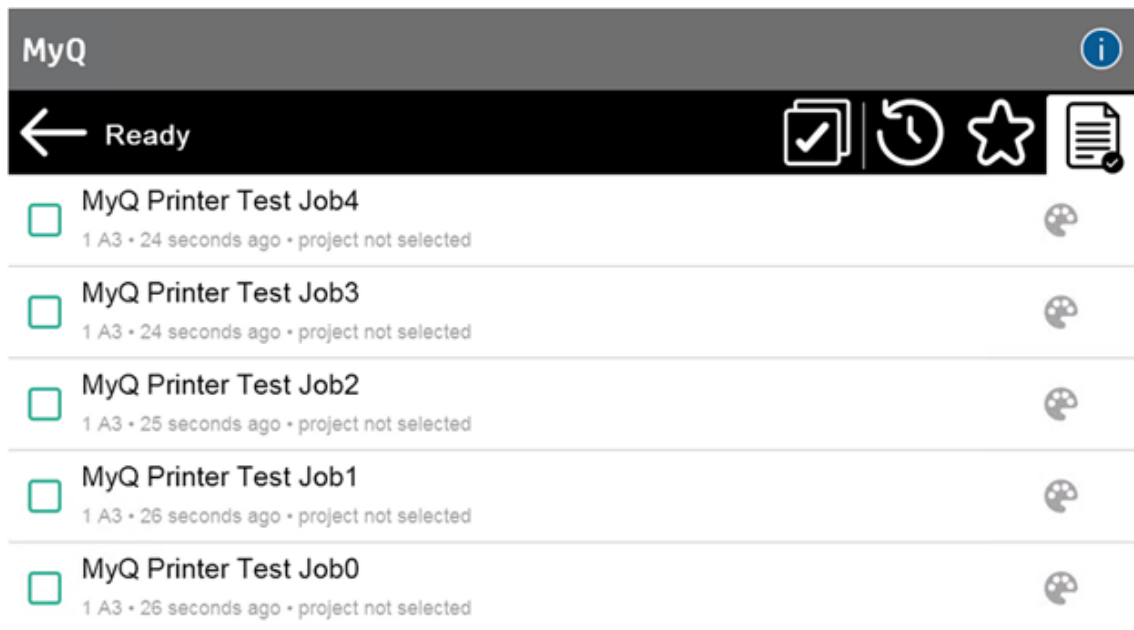 MyQ
i
Ready
MyQ Printer Test Job4
1 A3 • 24 seconds ago • project not selected
MyQ Printer Test Job3
1 A3 • 24 seconds ago • project not selected
MyQ Printer Test Job2
1 A3 • 25 seconds ago • project not selected
MyQ Printer Test Job1
1 A3 • 26 seconds ago • project not selected
MyQ Printer Test Job0
1 A3 • 26 seconds ago • project not selected